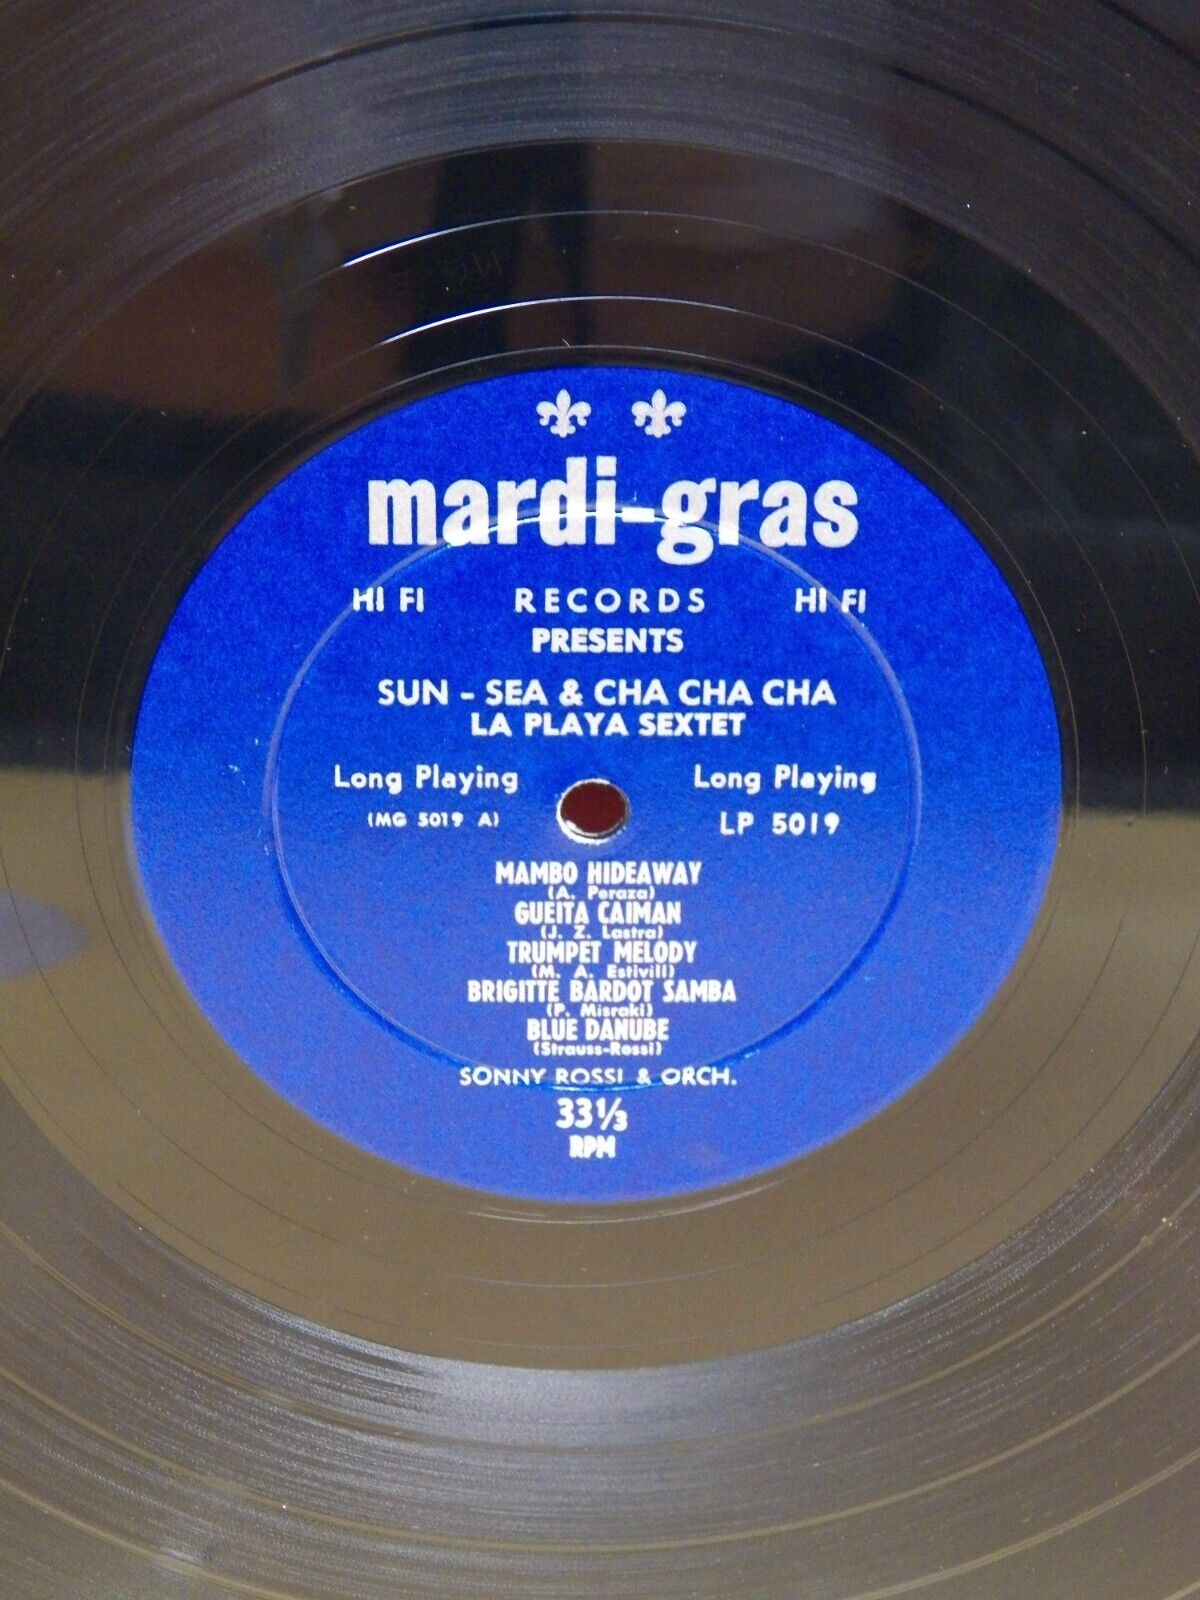 mardi-gras
HI FI RECORDS HI FI
PRESENTS
SUN - SEA & CHA CHA CHA
LA PLAYA SEXTET
Long Playing Long Playing
(MG 5019 A) LP 5019
MAMBO HIDEAWAY
(A. Peraza)
GUEITA CAIMAN
(J. Z. Lastra)
TRUMPET MELODY
(M. A. Estivill)
BRIGITTE BARDOT SAMBA
(P. Misraki)
BLUE DANUBE
(Strauss-Rossi)
SONNY ROSSI & ORCH.
33⅓
RPM